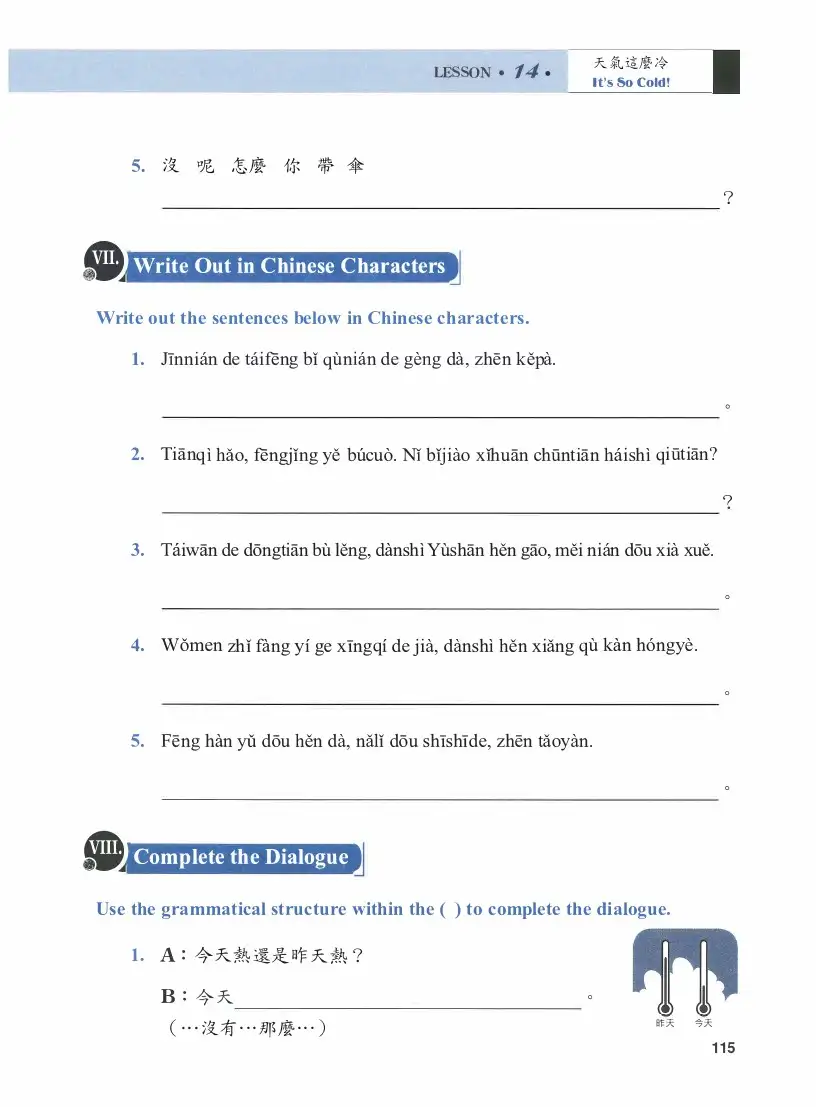 LESSON • 14 •
天氣這麼冷
It's So Cold!
5. 沒 呢 怎麼 你 帶 傘
?
VII. Write Out in Chinese Characters
Write out the sentences below in Chinese characters.
1. Jīnnián de táifēng bǐ qùnián de gèng dà, zhēn kěpà.
。
2. Tiānqì hǎo, fēngjǐng yě búcuò. Nǐ bǐjiào xǐhuān chūntiān háishì qiūtiān?
?
3. Táiwān de dōngtiān bù lěng, dànshì Yùshān hěn gāo, měi nián dōu xià xuě.
。
4. Wǒmen zhǐ fàng yí ge xīngqí de jià, dànshì hěn xiǎng qù kàn hóngyè.
。
5. Fēng hàn yǔ dōu hěn dà, nǎlǐ dōu shīshīde, zhēn tǎoyàn.
。
VIII. Complete the Dialogue
Use the grammatical structure within the ( ) to complete the dialogue.
1. A：今天熱還是昨天熱？
B：今天。
（…沒有…那麼…）
昨天 今天
115